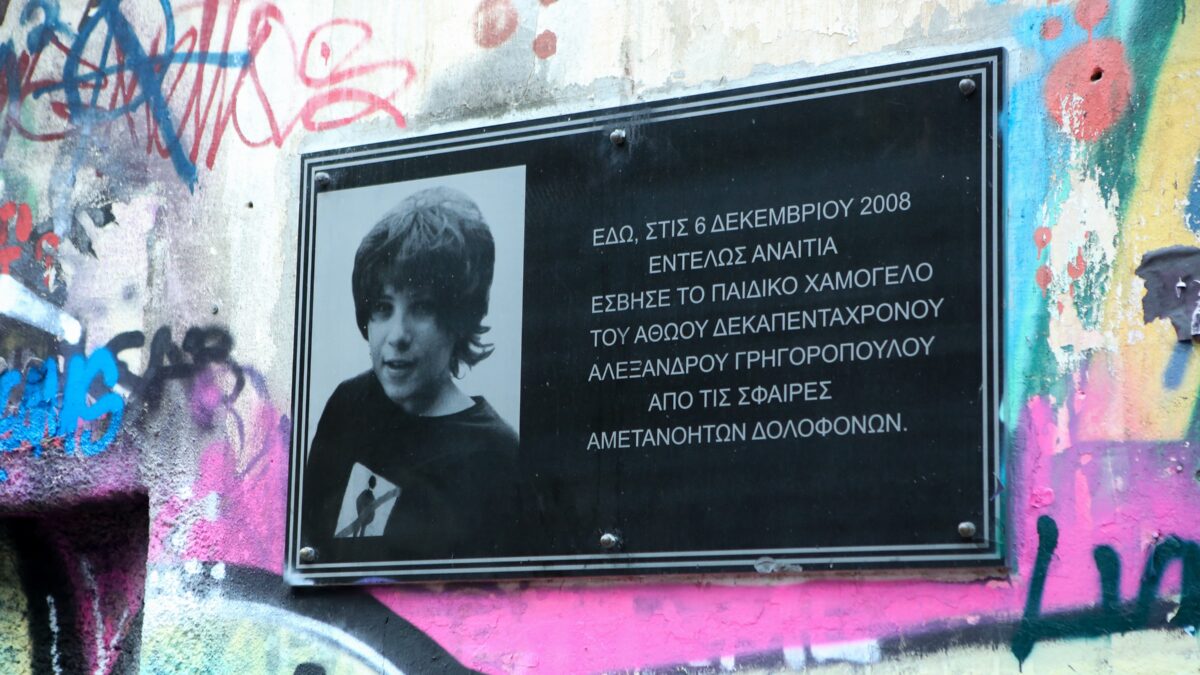 ΕΔΩ, ΣΤΙΣ 6 ΔΕΚΕΜΒΡΙΟΥ 2008
ΕΝΤΕΛΩΣ ΑΝΑΙΤΙΑ
ΕΣΒΗΣΕ ΤΟ ΠΑΙΔΙΚΟ ΧΑΜΟΓΕΛΟ
ΤΟΥ ΑΘΩΟΥ ΔΕΚΑΠΕΝΤΑΧΡΟΝΟΥ
ΑΛΕΞΑΝΔΡΟΥ ΓΡΗΓΟΡΟΠΟΥΛΟΥ
ΑΠΟ ΤΙΣ ΣΦΑΙΡΕΣ
ΑΜΕΤΑΝΟΗΤΩΝ ΔΟΛΟΦΟΝΩΝ.